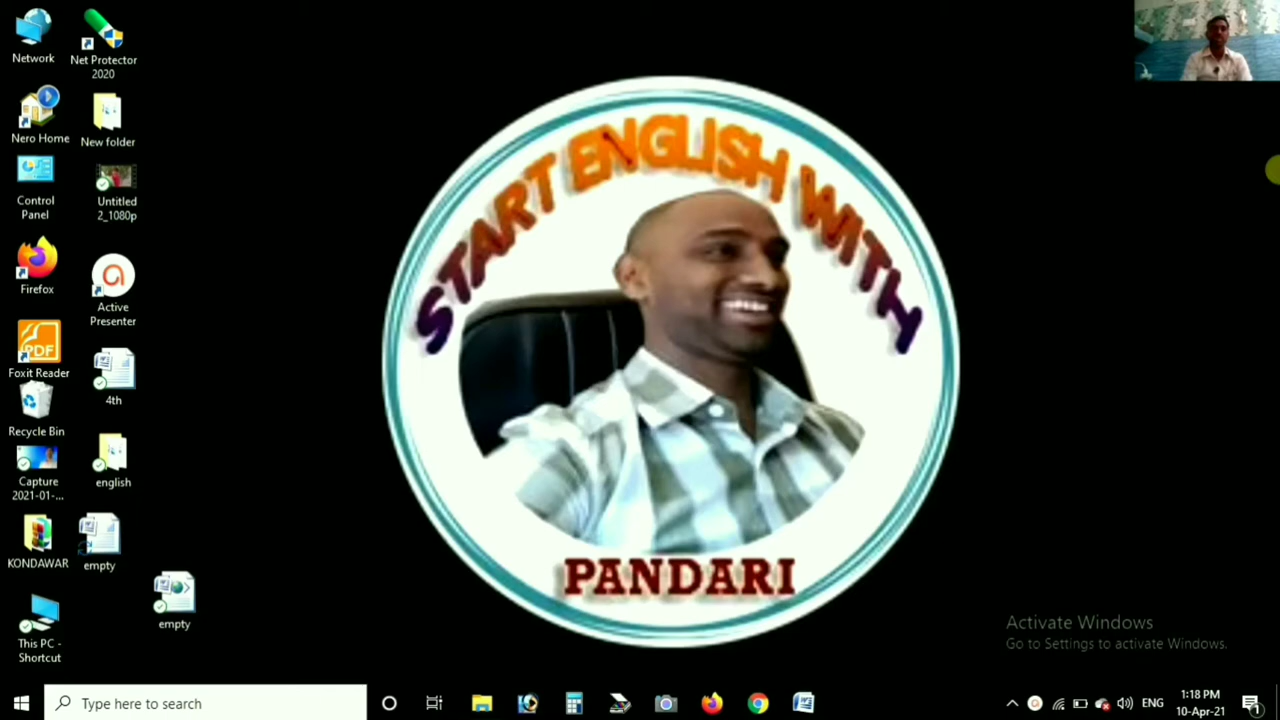 Network
Net Protector
2020
Nero Home
New folder
Control
Panel
Untitled
2_1080p
Firefox
Active
Presenter
PDF
Foxit Reader
4th
Recycle Bin
Capture
2021-01-...
english
KONDAWAR
empty
empty
This PC -
Shortcut
START ENGLISH WITH
PANDARI
Activate Windows
Go to Settings to activate Windows.
Type here to search
ENG
1:18 PM
10-Apr-21
1